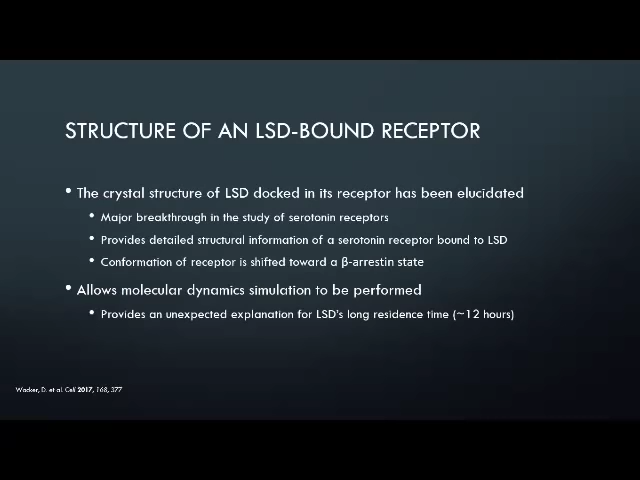 STRUCTURE OF AN LSD-BOUND RECEPTOR
• The crystal structure of LSD docked in its receptor has been elucidated
• Major breakthrough in the study of serotonin receptors
• Provides detailed structural information of a serotonin receptor bound to LSD
• Conformation of receptor is shifted toward a β-arrestin state
• Allows molecular dynamics simulation to be performed
• Provides an unexpected explanation for LSD's long residence time (~12 hours)
Wacker, D. et al. Cell 2017, 168, 377